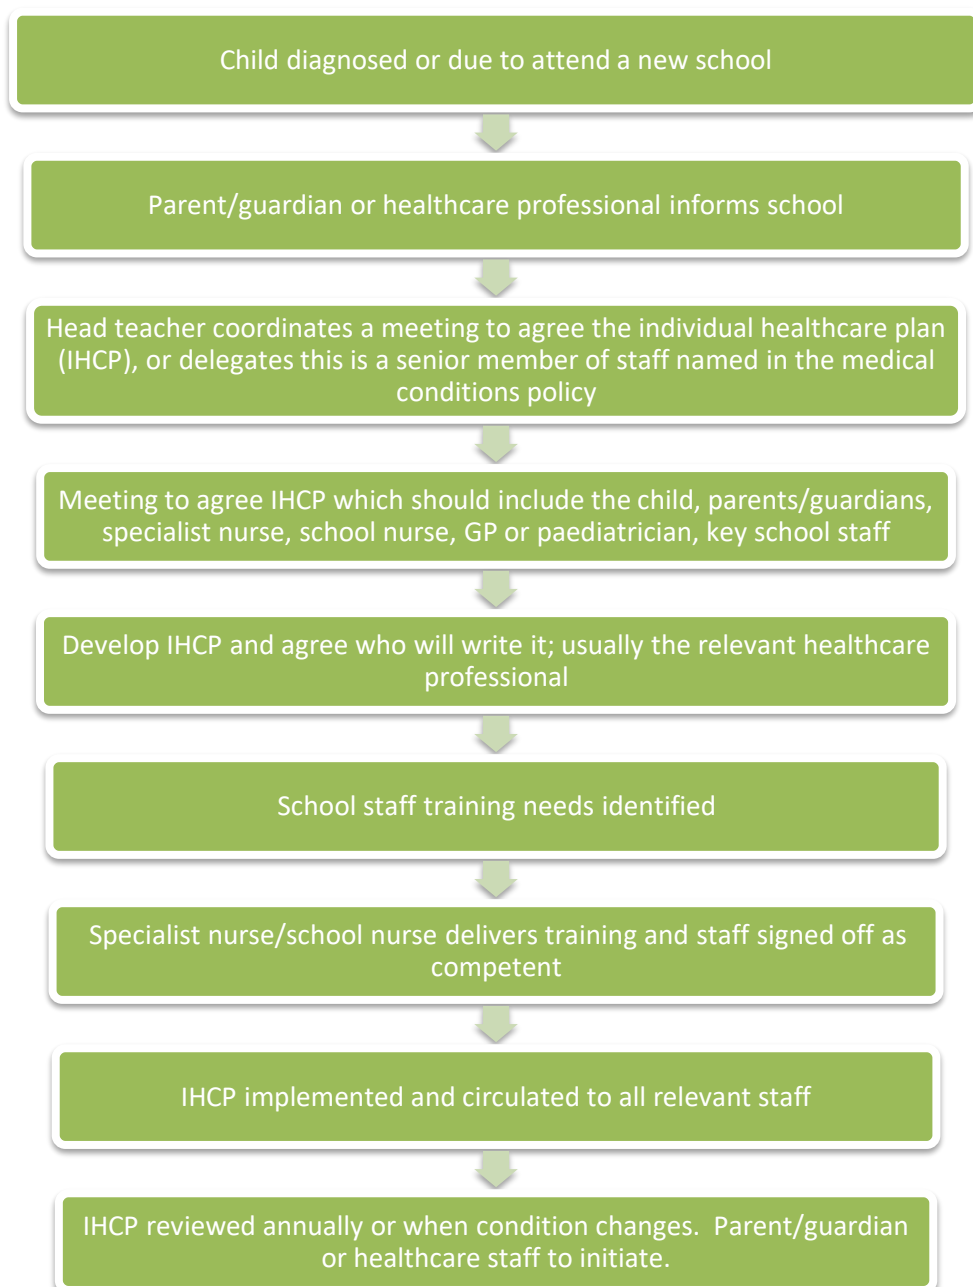 Child diagnosed or due to attend a new school
Parent/guardian or healthcare professional informs school
Head teacher coordinates a meeting to agree the individual healthcare plan
(IHCP), or delegates this is a senior member of staff named in the medical
conditions policy
Meeting to agree IHCP which should include the child, parents/guardians,
specialist nurse, school nurse, GP or paediatrician, key school staff
Develop IHCP and agree who will write it; usually the relevant healthcare
professional
School staff training needs identified
Specialist nurse/school nurse delivers training and staff signed off as
competent
IHCP implemented and circulated to all relevant staff
IHCP reviewed annually or when condition changes.  Parent/guardian
or healthcare staff to initiate.